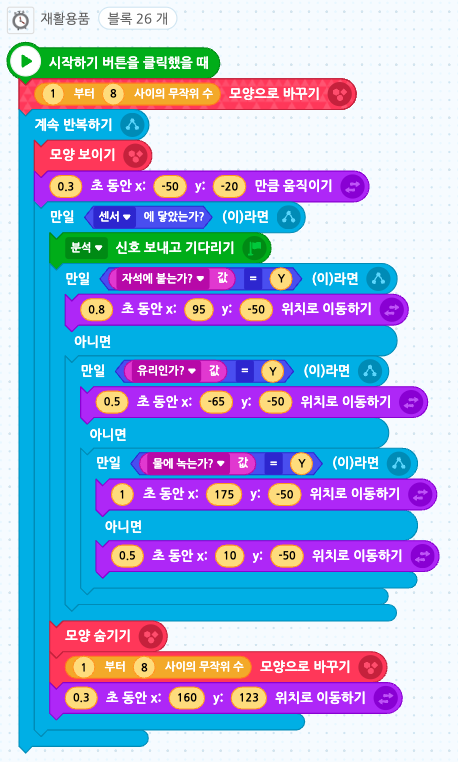 재활용품 블록 26 개
시작하기 버튼을 클릭했을 때
1 부터 8 사이의 무작위 수 모양으로 바꾸기
계속 반복하기
모양 보이기
0.3 초 동안 x: -50 y: -20 만큼 움직이기
만일 센서 에 닿았는가? (이)라면
분석 신호 보내고 기다리기
만일 자석에 붙는가? 값 = Y (이)라면
0.8 초 동안 x: 95 y: -50 위치로 이동하기
아니면
만일 유리인가? 값 = Y (이)라면
0.5 초 동안 x: -65 y: -50 위치로 이동하기
아니면
만일 물에 녹는가? 값 = Y (이)라면
1 초 동안 x: 175 y: -50 위치로 이동하기
아니면
0.5 초 동안 x: 10 y: -50 위치로 이동하기
모양 숨기기
1 부터 8 사이의 무작위 수 모양으로 바꾸기
0.3 초 동안 x: 160 y: 123 위치로 이동하기